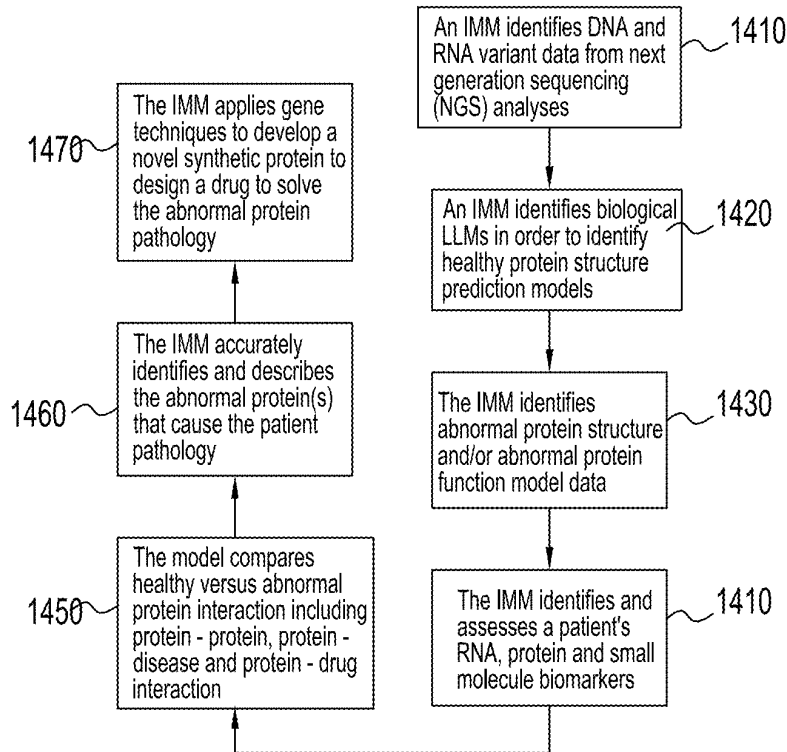 An IMM identifies DNA and
RNA variant data from next
generation sequencing
(NGS) analyses
1410
An IMM identifies biological
LLMs in order to identify
healthy protein structure
prediction models
1420
The IMM identifies
abnormal protein structure
and/or abnormal protein
function model data
1430
The IMM identifies and
assesses a patient's
RNA, protein and small
molecule biomarkers
1410
The model compares
healthy versus abnormal
protein interaction including
protein - protein, protein -
disease and protein - drug
interaction
1450
The IMM accurately
identifies and describes
the abnormal protein(s)
that cause the patient
pathology
1460
The IMM applies gene
techniques to develop a
novel synthetic protein to
design a drug to solve
the abnormal protein
pathology
1470